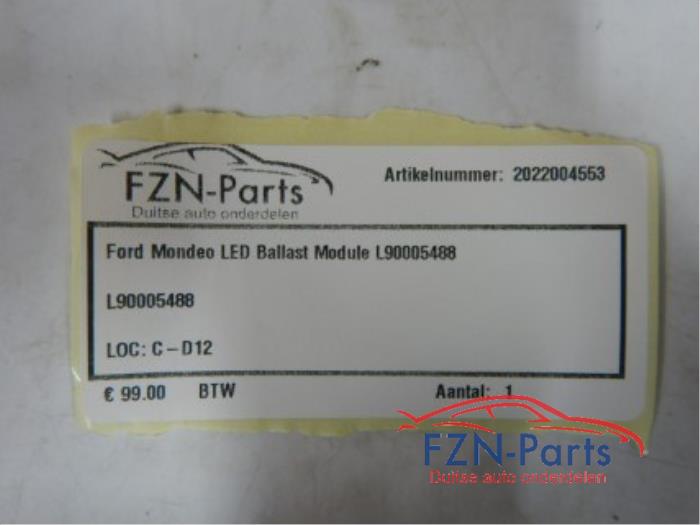 FZN-Parts
Duitse auto onderdelen
Artikelnummer: 2022004553
Ford Mondeo LED Ballast Module L90005488
L90005488
LOC: C-D12
€ 99.00 BTW Aantal: 1
FZN-Parts
Duitse auto onderdelen